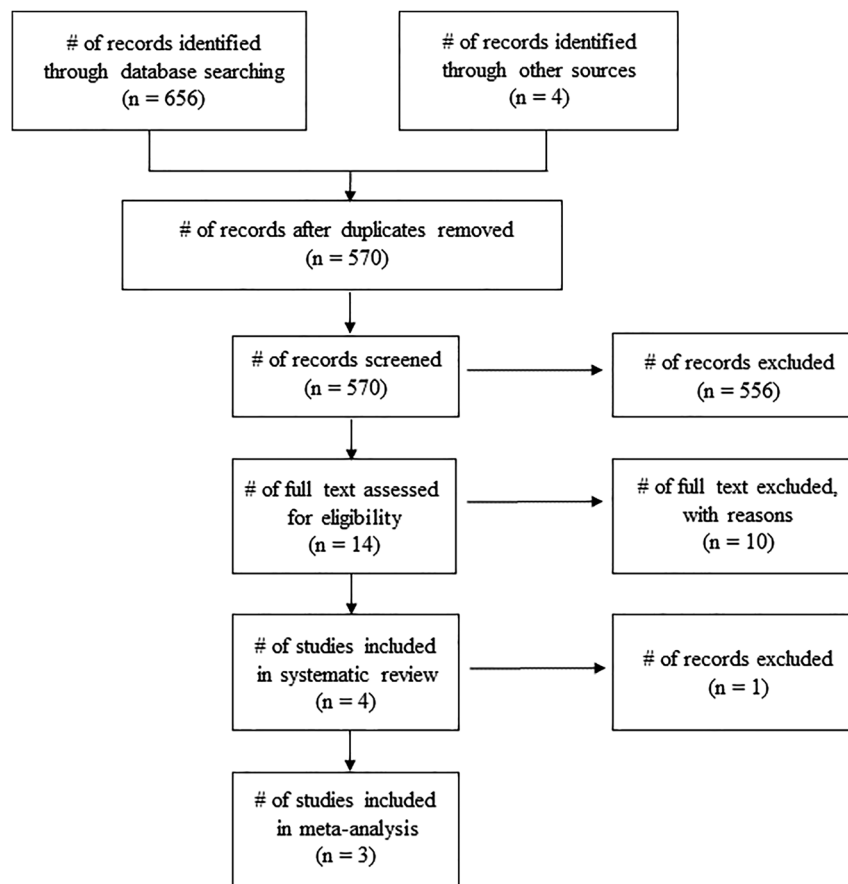 # of records identified
through database searching
(n = 656)
# of records identified
through other sources
(n = 4)
# of records after duplicates removed
(n = 570)
# of records screened
(n = 570)
# of records excluded
(n = 556)
# of full text assessed
for eligibility
(n = 14)
# of full text excluded,
with reasons
(n = 10)
# of studies included
in systematic review
(n = 4)
# of records excluded
(n = 1)
# of studies included
in meta-analysis
(n = 3)